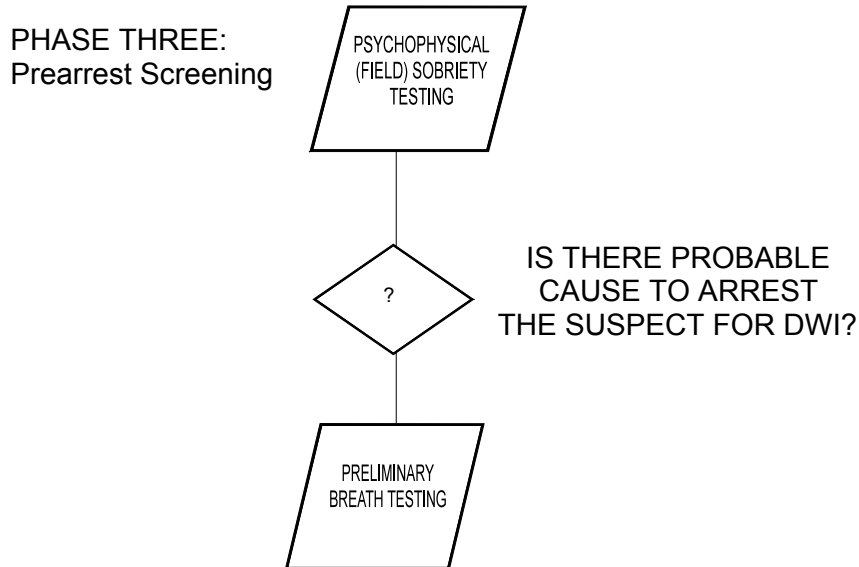 PHASE THREE:
Prearrest Screening
PSYCHOPHYSICAL
(FIELD) SOBRIETY
TESTING
?
IS THERE PROBABLE
CAUSE TO ARREST
THE SUSPECT FOR DWI?
PRELIMINARY
BREATH TESTING